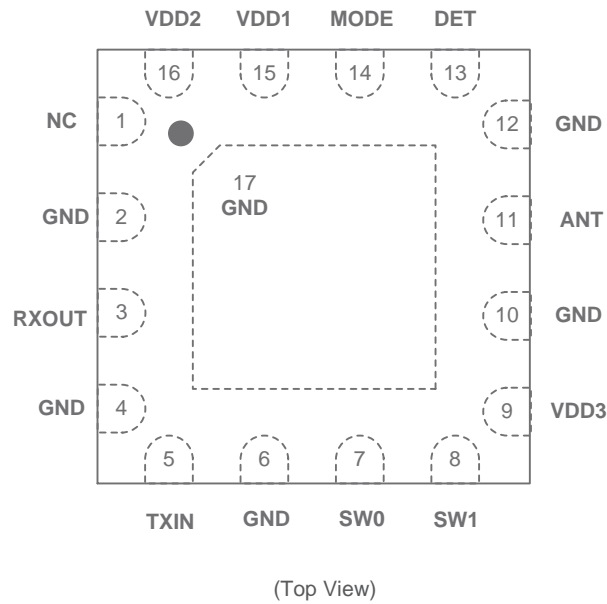 VDD2 VDD1 MODE DET
16 15 14 13
NC 1 12 GND
17
GND
GND 2 11 ANT
RXOUT 3 10 GND
GND 4 9 VDD3
5 6 7 8
TXIN GND SW0 SW1
(Top View)